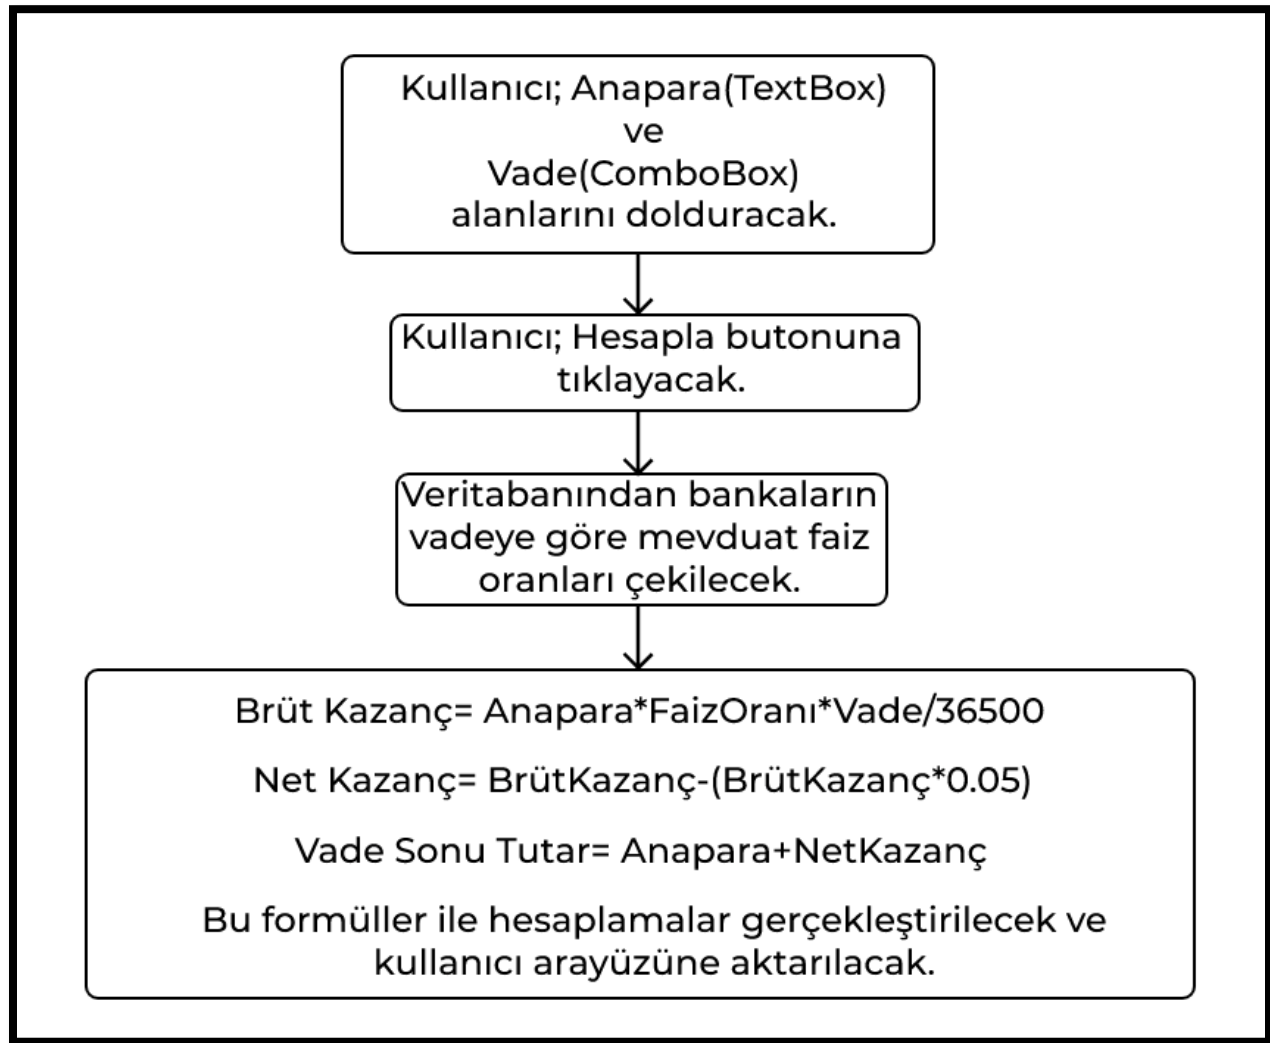 Kullanıcı; Anapara(TextBox)
ve
Vade(ComboBox)
alanlarını dolduracak.
Kullanıcı; Hesapla butonuna
tıklayacak.
Veritabanından bankaların
vadeye göre mevduat faiz
oranları çekilecek.
Brüt Kazanç= Anapara*FaizOranı*Vade/36500
Net Kazanç= BrütKazanç-(BrütKazanç*0.05)
Vade Sonu Tutar= Anapara+NetKazanç
Bu formüller ile hesaplamalar gerçekleştirilecek ve
kullanıcı arayüzüne aktarılacak.